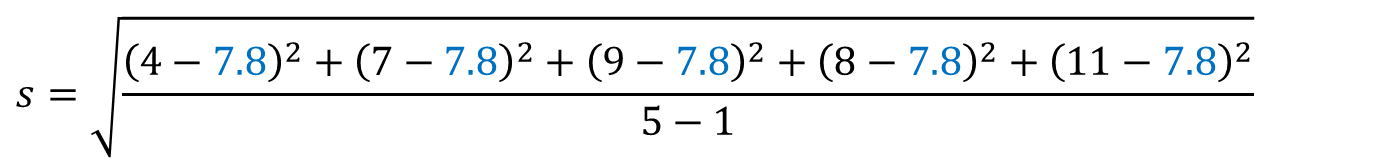 s = √((4 − 7.8)² + (7 − 7.8)² + (9 − 7.8)² + (8 − 7.8)² + (11 − 7.8)² / 5 − 1)